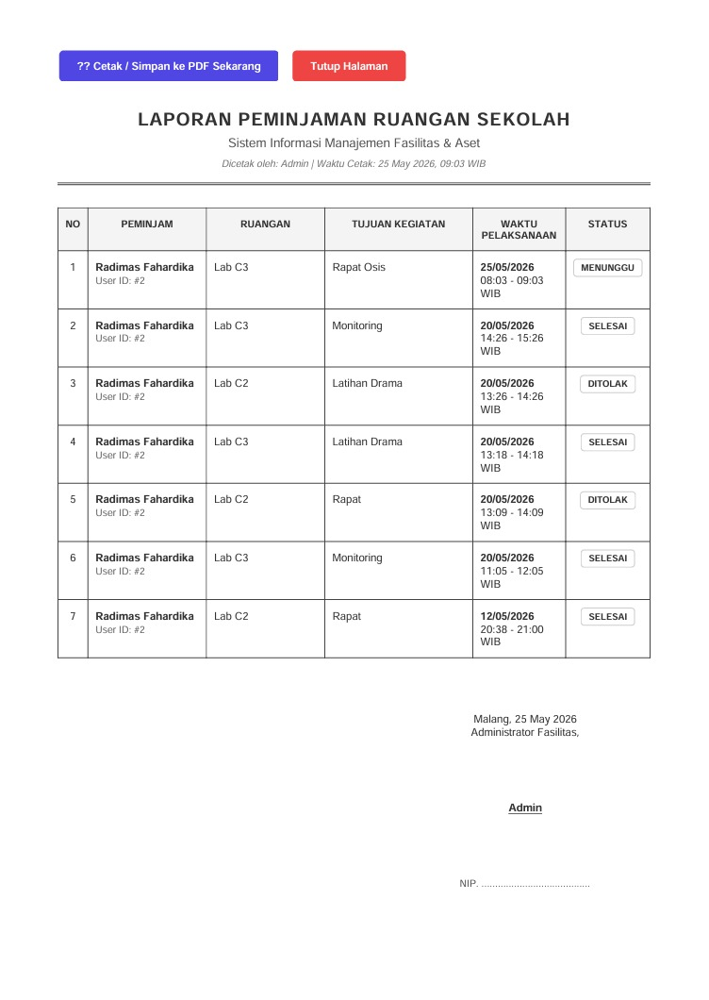 ?? Cetak / Simpan ke PDF Sekarang
Tutup Halaman
LAPORAN PEMINJAMAN RUANGAN SEKOLAH
Sistem Informasi Manajemen Fasilitas & Aset
Dicetak oleh: Admin | Waktu Cetak: 25 May 2026, 09:03 WIB
NO PEMINJAM RUANGAN TUJUAN KEGIATAN WAKTU PELAKSANAAN STATUS
1 Radimas Fahardika Lab C3 Rapat Osis 25/05/2026 MENUNGGU
User ID: #2 08:03 - 09:03
WIB
2 Radimas Fahardika Lab C3 Monitoring 20/05/2026 SELESAI
User ID: #2 14:26 - 15:26
WIB
3 Radimas Fahardika Lab C2 Latihan Drama 20/05/2026 DITOLAK
User ID: #2 13:26 - 14:26
WIB
4 Radimas Fahardika Lab C3 Latihan Drama 20/05/2026 SELESAI
User ID: #2 13:18 - 14:18
WIB
5 Radimas Fahardika Lab C2 Rapat 20/05/2026 DITOLAK
User ID: #2 13:09 - 14:09
WIB
6 Radimas Fahardika Lab C3 Monitoring 20/05/2026 SELESAI
User ID: #2 11:05 - 12:05
WIB
7 Radimas Fahardika Lab C2 Rapat 12/05/2026 SELESAI
User ID: #2 20:38 - 21:00
WIB
Malang, 25 May 2026
Administrator Fasilitas,
Admin
NIP. ........................................